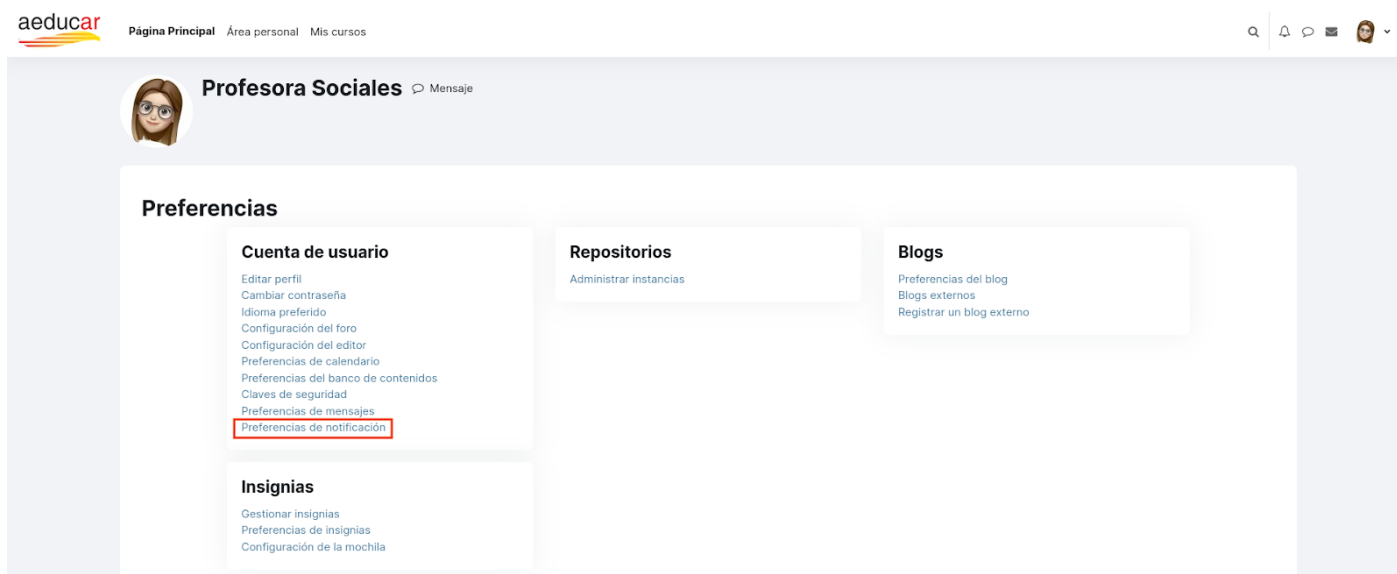 aeducar
Página Principal Área personal Mis cursos
Profesora Sociales Mensaje
Preferencias
Cuenta de usuario
Editar perfil
Cambiar contraseña
Idioma preferido
Configuración del foro
Configuración del editor
Preferencias de calendario
Preferencias del banco de contenidos
Claves de seguridad
Preferencias de mensajes
Preferencias de notificación
Repositorios
Administrar instancias
Blogs
Preferencias del blog
Blogs externos
Registrar un blog externo
Insignias
Gestionar insignias
Preferencias de insignias
Configuración de la mochila